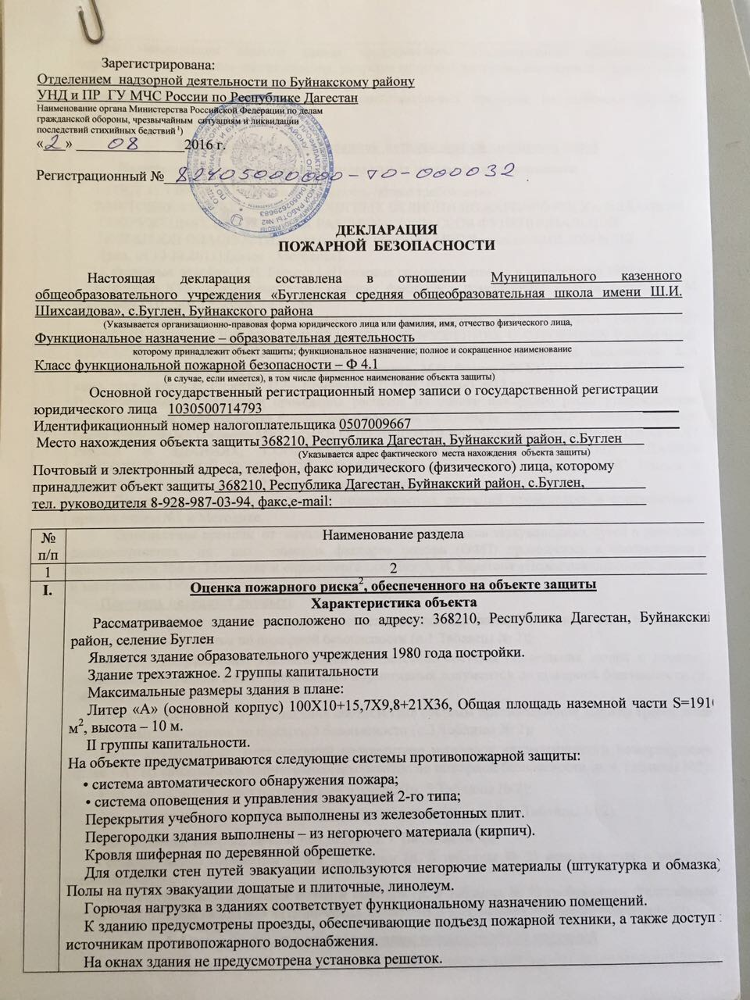 Зарегистрирована:
Отделением надзорной деятельности по Буйнакскому району
УНД и ПР ГУ МЧС России по Республике Дагестан
Наименование органа Министерства Российской Федерации по делам
гражданской обороны, чрезвычайным ситуациям и ликвидации
последствий стихийных бедствий ¹)
«2» 08 2016 г.
Регистрационный № 82405000000-ТО-000032
ДЕКЛАРАЦИЯ
ПОЖАРНОЙ БЕЗОПАСНОСТИ
Настоящая декларация составлена в отношении Муниципального казенного
общеобразовательного учреждения «Бугленская средняя общеобразовательная школа имени Ш.И.
Шихсаидова», с.Буглен, Буйнакского района
(Указывается организационно-правовая форма юридического лица или фамилия, имя, отчество физического лица,
Функциональное назначение – образовательная деятельность
которому принадлежит объект защиты; функциональное назначение; полное и сокращенное наименование
Класс функциональной пожарной безопасности – Ф 4.1
(в случае, если имеется), в том числе фирменное наименование объекта защиты)
Основной государственный регистрационный номер записи о государственной регистрации
юридического лица 1030500714793
Идентификационный номер налогоплательщика 0507009667
Место нахождения объекта защиты 368210, Республика Дагестан, Буйнакский район, с.Буглен
(Указывается адрес фактического места нахождения объекта защиты)
Почтовый и электронный адреса, телефон, факс юридического (физического) лица, которому
принадлежит объект защиты 368210, Республика Дагестан, Буйнакский район, с.Буглен,
тел. руководителя 8-928-987-03-94, факс,e-mail:
№ п/п Наименование раздела
1 2
I. Оценка пожарного риска², обеспеченного на объекте защиты
Характеристика объекта
Рассматриваемое здание расположено по адресу: 368210, Республика Дагестан, Буйнакски
район, селение Буглен
Является здание образовательного учреждения 1980 года постройки.
Здание трехэтажное. 2 группы капитальности
Максимальные размеры здания в плане:
Литер «А» (основной корпус) 100Х10+15,7Х9,8+21Х36, Общая площадь наземной части S=191
м², высота – 10 м.
II группы капитальности.
На объекте предусматриваются следующие системы противопожарной защиты:
• система автоматического обнаружения пожара;
• система оповещения и управления эвакуацией 2-го типа;
Перекрытия учебного корпуса выполнены из железобетонных плит.
Перегородки здания выполнены – из негорючего материала (кирпич).
Кровля шиферная по деревянной обрешетке.
Для отделки стен путей эвакуации используются негорючие материалы (штукатурка и обмазка)
Полы на путях эвакуации дощатые и плиточные, линолеум.
Горючая нагрузка в зданиях соответствует функциональному назначению помещений.
К зданию предусмотрены проезды, обеспечивающие подъезд пожарной техники, а также доступ
источникам противопожарного водоснабжения.
На окнах здания не предусмотрена установка решеток.